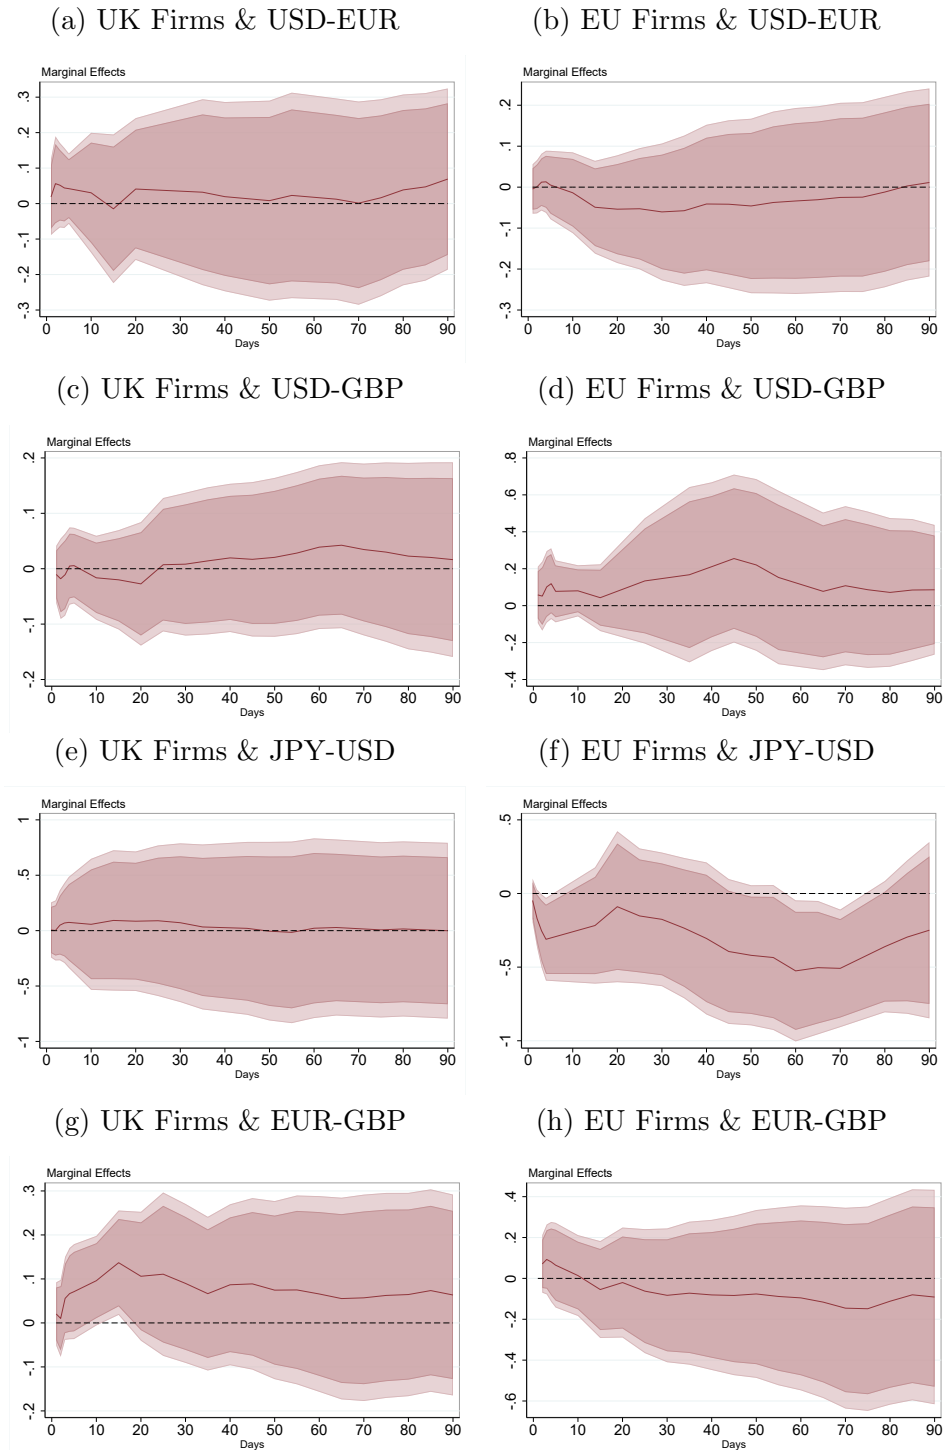 (a) UK Firms & USD-EUR
(b) EU Firms & USD-EUR
Marginal Effects
.3
.2
.1
0
-.1
-.2
-.3
0 10 20 30 40 50 60 70 80 90
Days
Marginal Effects
.2
.1
0
-.1
-.2
-.3
0 10 20 30 40 50 60 70 80 90
Days
(c) UK Firms & USD-GBP
(d) EU Firms & USD-GBP
Marginal Effects
.2
.1
0
-.1
-.2
0 10 20 30 40 50 60 70 80 90
Days
Marginal Effects
.8
.6
.4
.2
0
-.2
-.4
0 10 20 30 40 50 60 70 80 90
Days
(e) UK Firms & JPY-USD
(f) EU Firms & JPY-USD
Marginal Effects
1
.5
0
-.5
-1
0 10 20 30 40 50 60 70 80 90
Days
Marginal Effects
.5
0
-.5
-1
0 10 20 30 40 50 60 70 80 90
Days
(g) UK Firms & EUR-GBP
(h) EU Firms & EUR-GBP
Marginal Effects
.3
.2
.1
0
-.1
-.2
0 10 20 30 40 50 60 70 80 90
Days
Marginal Effects
.4
.2
0
-.2
-.4
-.6
0 10 20 30 40 50 60 70 80 90
Days